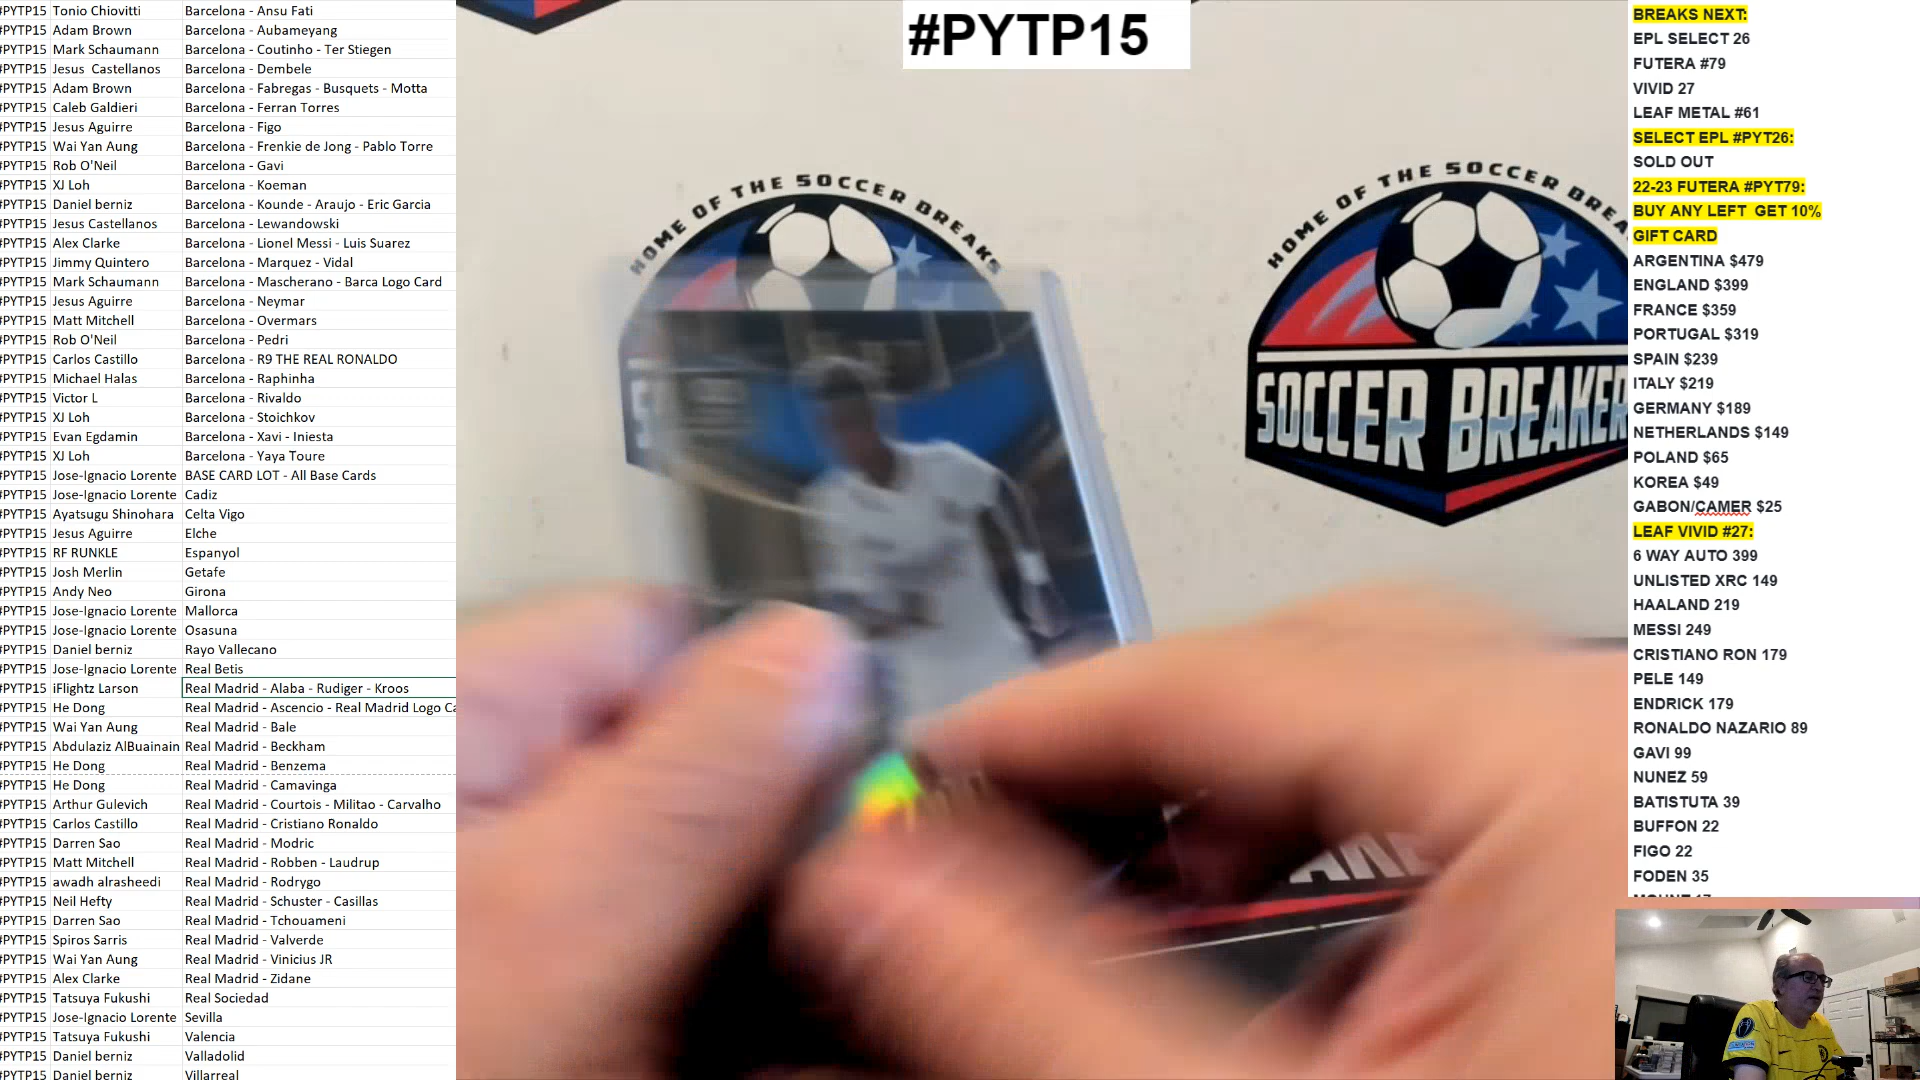 #PYTP15 Tonio Chiovitti Barcelona - Ansu Fati
#PYTP15 Adam Brown Barcelona - Aubameyang
#PYTP15 Mark Schaumann Barcelona - Coutinho - Ter Stiegen
#PYTP15 Jesus Castellanos Barcelona - Dembele
#PYTP15 Adam Brown Barcelona - Fabregas - Busquets - Motta
#PYTP15 Caleb Galdieri Barcelona - Ferran Torres
#PYTP15 Jesus Aguirre Barcelona - Figo
#PYTP15 Wai Yan Aung Barcelona - Frenkie de Jong - Pablo Torre
#PYTP15 Rob O'Neil Barcelona - Gavi
#PYTP15 XJ Loh Barcelona - Koeman
#PYTP15 Daniel berniz Barcelona - Kounde - Araujo - Eric Garcia
#PYTP15 Jesus Castellanos Barcelona - Lewandowski
#PYTP15 Alex Clarke Barcelona - Lionel Messi - Luis Suarez
#PYTP15 Jimmy Quintero Barcelona - Marquez - Vidal
#PYTP15 Mark Schaumann Barcelona - Mascherano - Barca Logo Card
#PYTP15 Jesus Aguirre Barcelona - Neymar
#PYTP15 Matt Mitchell Barcelona - Overmars
#PYTP15 Rob O'Neil Barcelona - Pedri
#PYTP15 Carlos Castillo Barcelona - R9 THE REAL RONALDO
#PYTP15 Michael Halas Barcelona - Raphinha
#PYTP15 Victor L Barcelona - Rivaldo
#PYTP15 XJ Loh Barcelona - Stoichkov
#PYTP15 Evan Egdamin Barcelona - Xavi - Iniesta
#PYTP15 XJ Loh Barcelona - Yaya Toure
#PYTP15 Jose-Ignacio Lorente BASE CARD LOT - All Base Cards
#PYTP15 Jose-Ignacio Lorente Cadiz
#PYTP15 Ayatsugu Shinohara Celta Vigo
#PYTP15 Jesus Aguirre Elche
#PYTP15 RF RUNKLE Espanyol
#PYTP15 Josh Merlin Getafe
#PYTP15 Andy Neo Girona
#PYTP15 Jose-Ignacio Lorente Mallorca
#PYTP15 Jose-Ignacio Lorente Osasuna
#PYTP15 Daniel berniz Rayo Vallecano
#PYTP15 Jose-Ignacio Lorente Real Betis
#PYTP15 iFlightz Larson Real Madrid - Alaba - Rudiger - Kroos
#PYTP15 He Dong Real Madrid - Ascencio - Real Madrid Logo Ca
#PYTP15 Wai Yan Aung Real Madrid - Bale
#PYTP15 Abdulaziz AlBuainain Real Madrid - Beckham
#PYTP15 He Dong Real Madrid - Benzema
#PYTP15 He Dong Real Madrid - Camavinga
#PYTP15 Arthur Gulevich Real Madrid - Courtois - Militao - Carvalho
#PYTP15 Carlos Castillo Real Madrid - Cristiano Ronaldo
#PYTP15 Darren Sao Real Madrid - Modric
#PYTP15 Matt Mitchell Real Madrid - Robben - Laudrup
#PYTP15 awadh alrasheedi Real Madrid - Rodrygo
#PYTP15 Neil Hefty Real Madrid - Schuster - Casillas
#PYTP15 Darren Sao Real Madrid - Tchouameni
#PYTP15 Spiros Sarris Real Madrid - Valverde
#PYTP15 Wai Yan Aung Real Madrid - Vinicius JR
#PYTP15 Alex Clarke Real Madrid - Zidane
#PYTP15 Tatsuya Fukushi Real Sociedad
#PYTP15 Jose-Ignacio Lorente Sevilla
#PYTP15 Tatsuya Fukushi Valencia
#PYTP15 Daniel berniz Valladolid
#PYTP15 Daniel berniz Villarreal
#PYTP15
HOME OF THE SOCCER BREAKS
HOME OF THE SOCCER BREA
SOCCER BREAKER
BREAKS NEXT:
EPL SELECT 26
FUTERA #79
VIVID 27
LEAF METAL #61
SELECT EPL #PYT26:
SOLD OUT
22-23 FUTERA #PYT79:
BUY ANY LEFT GET 10%
GIFT CARD
ARGENTINA $479
ENGLAND $399
FRANCE $359
PORTUGAL $319
SPAIN $239
ITALY $219
GERMANY $189
NETHERLANDS $149
POLAND $65
KOREA $49
GABON/CAMER $25
LEAF VIVID #27:
6 WAY AUTO 399
UNLISTED XRC 149
HAALAND 219
MESSI 249
CRISTIANO RON 179
PELE 149
ENDRICK 179
RONALDO NAZARIO 89
GAVI 99
NUNEZ 59
BATISTUTA 39
BUFFON 22
FIGO 22
FODEN 35